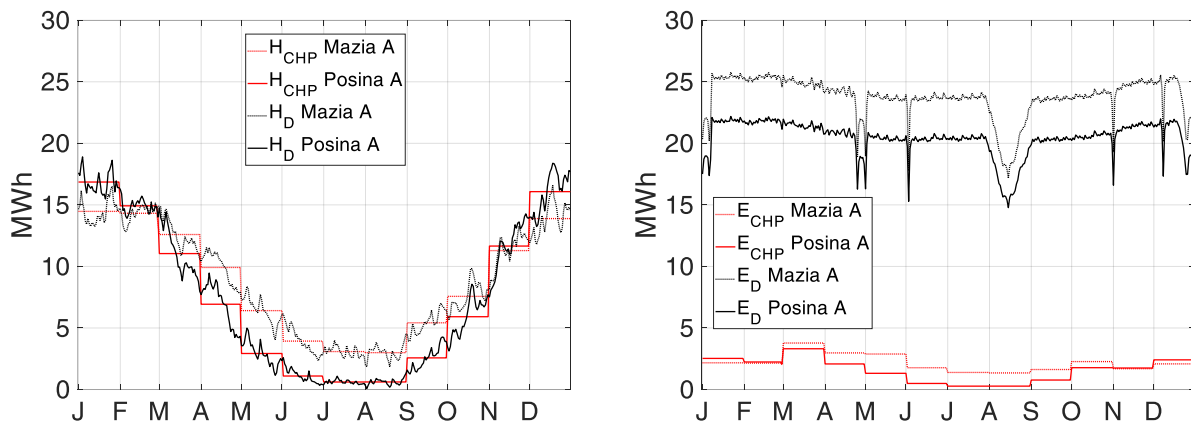 30
25
20
15
10
5
0
MWh
H_CHP Mazia A
H_CHP Posina A
H_D Mazia A
H_D Posina A
J F M A M J J A S O N D
30
25
20
15
10
5
0
MWh
E_CHP Mazia A
E_CHP Posina A
E_D Mazia A
E_D Posina A
J F M A M J J A S O N D